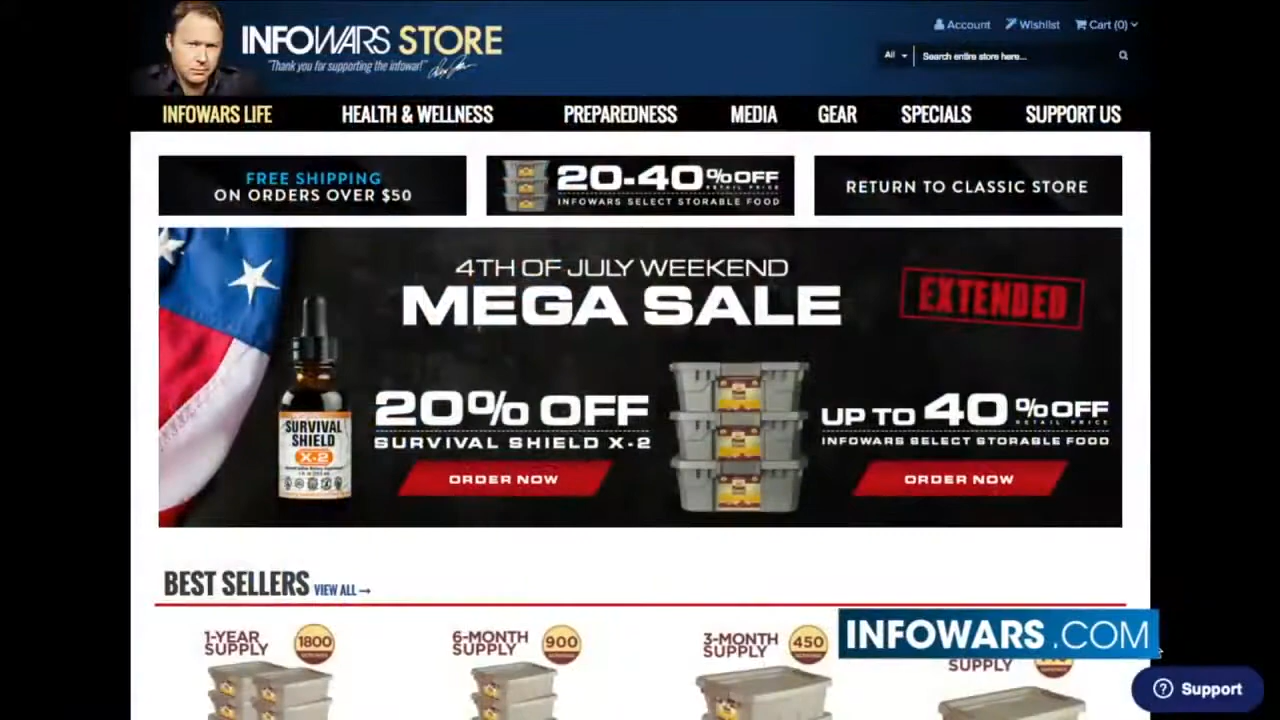 INFOWARS STORE
"Thank you for supporting the infowar!"
Account Wishlist Cart (0)
All Search entire store here...
INFOWARS LIFE HEALTH & WELLNESS PREPAREDNESS MEDIA GEAR SPECIALS SUPPORT US
FREE SHIPPING
ON ORDERS OVER $50
20-40% OFF
RETAIL PRICE
INFOWARS SELECT STORABLE FOOD
RETURN TO CLASSIC STORE
4TH OF JULY WEEKEND
MEGA SALE
EXTENDED
SURVIVAL
SHIELD
X-2
20% OFF
SURVIVAL SHIELD X-2
ORDER NOW
UP TO 40% OFF
RETAIL PRICE
INFOWARS SELECT STORABLE FOOD
ORDER NOW
BEST SELLERS VIEW ALL →
1-YEAR
SUPPLY
1800
SERVINGS
6-MONTH
SUPPLY
900
SERVINGS
3-MONTH
SUPPLY
450
SUPPLY
INFOWARS.COM
Support